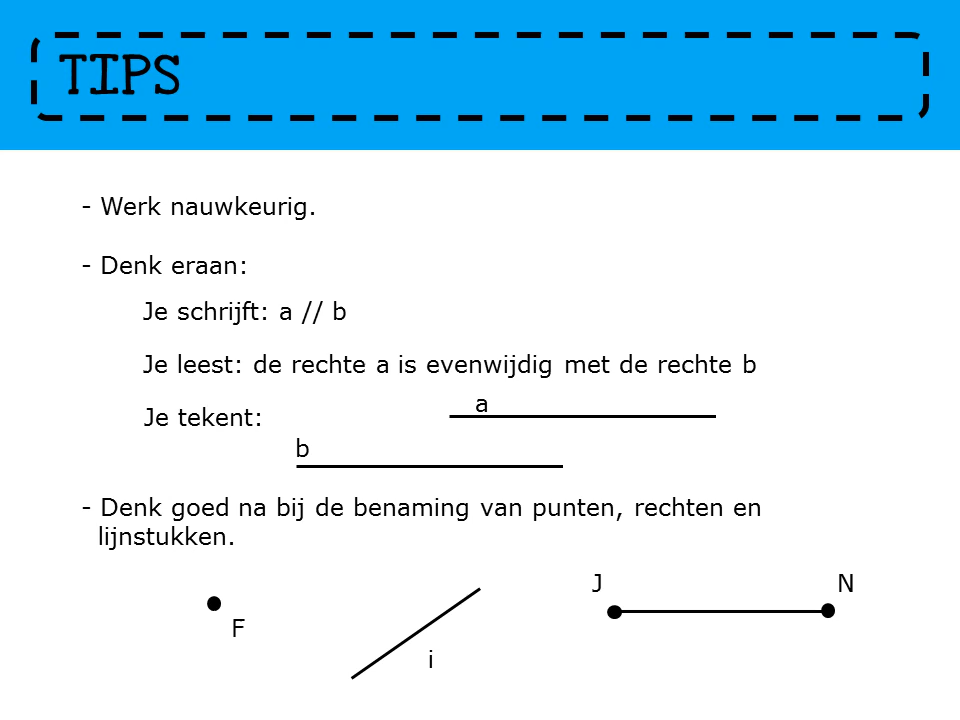 TIPS
- Werk nauwkeurig.
- Denk eraan:
Je schrijft: a // b
Je leest: de rechte a is evenwijdig met de rechte b
Je tekent:
a
b
- Denk goed na bij de benaming van punten, rechten en
lijnstukken.
J N
F
i